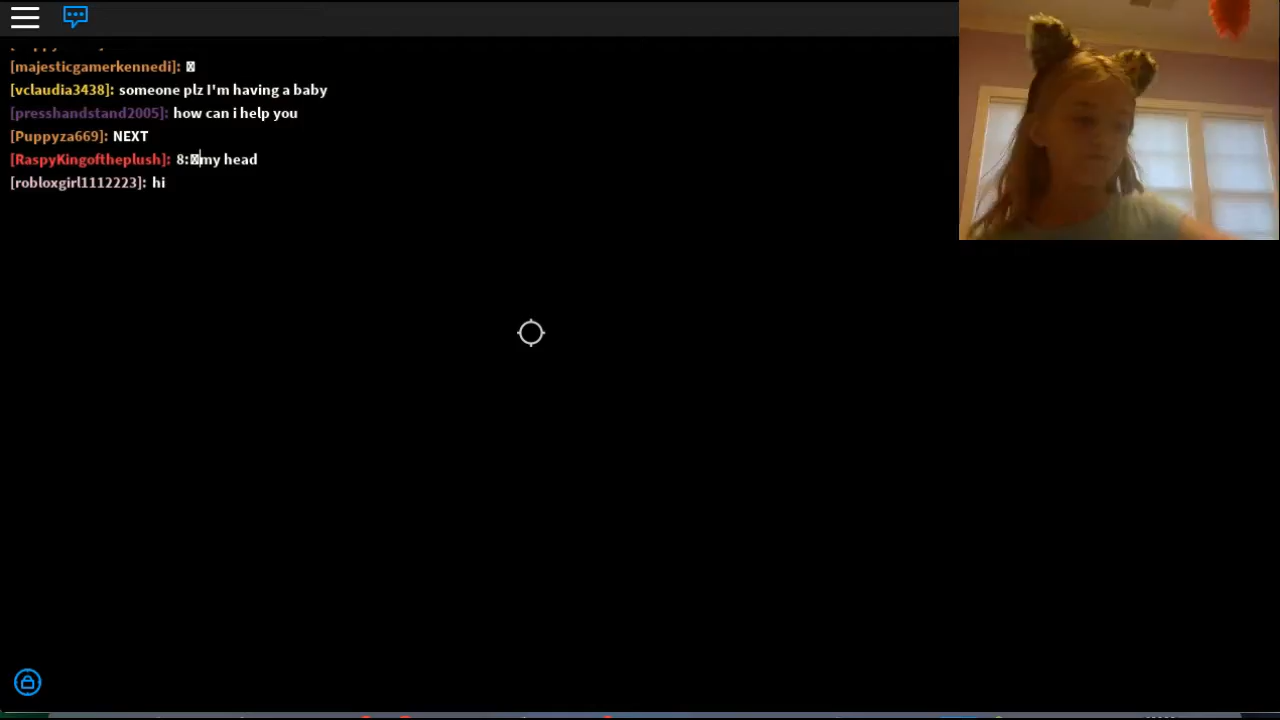 [majesticgamerkennedi]:
[vclaudia3438]: someone plz I'm having a baby
[presshandstand2005]: how can i help you
[Puppyza669]: NEXT
[RaspyKingoftheplush]: 8: my head
[robloxgirl1112223]: hi